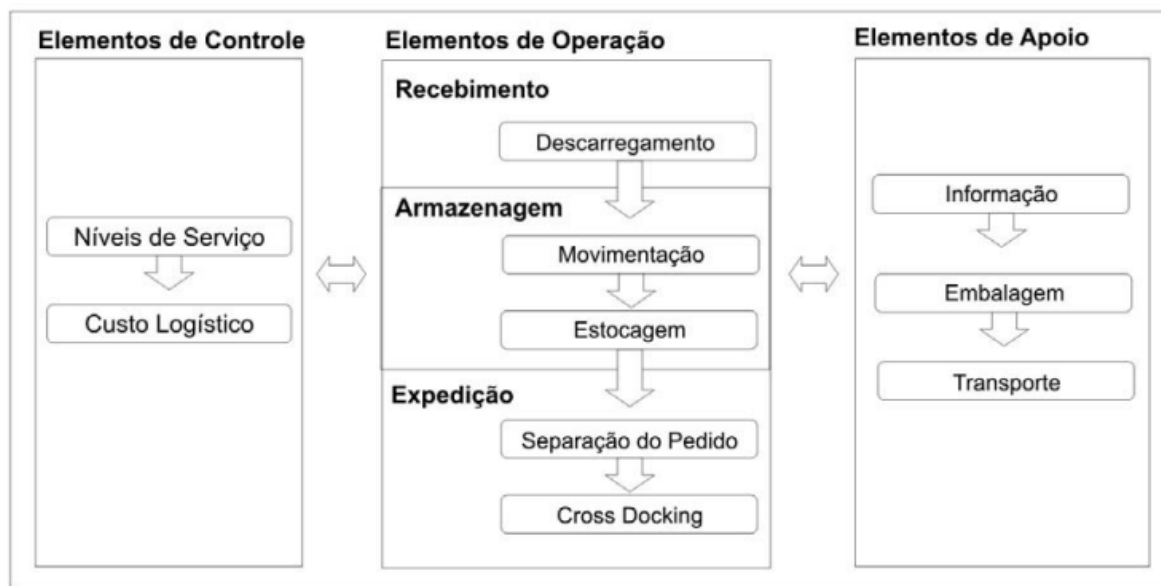 Elementos de Controle
Níveis de Serviço
Custo Logístico
Elementos de Operação
Recebimento
Descarregamento
Armazenagem
Movimentação
Estocagem
Expedição
Separação do Pedido
Cross Docking
Elementos de Apoio
Informação
Embalagem
Transporte